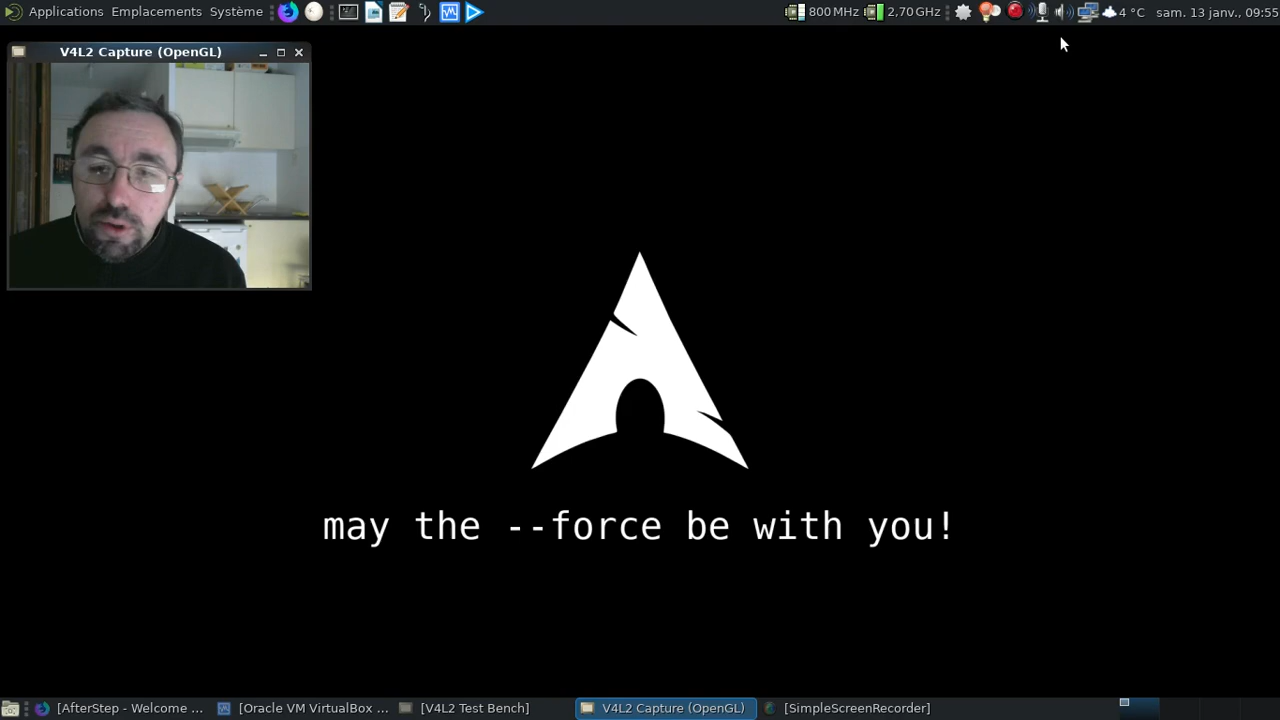 Applications Emplacements Système 800 MHz 2,70 GHz 4 °C sam. 13 janv., 09:55
V4L2 Capture (OpenGL)
may the --force be with you!
[AfterStep - Welcome ... [Oracle VM VirtualBox ... [V4L2 Test Bench] V4L2 Capture (OpenGL) [SimpleScreenRecorder]